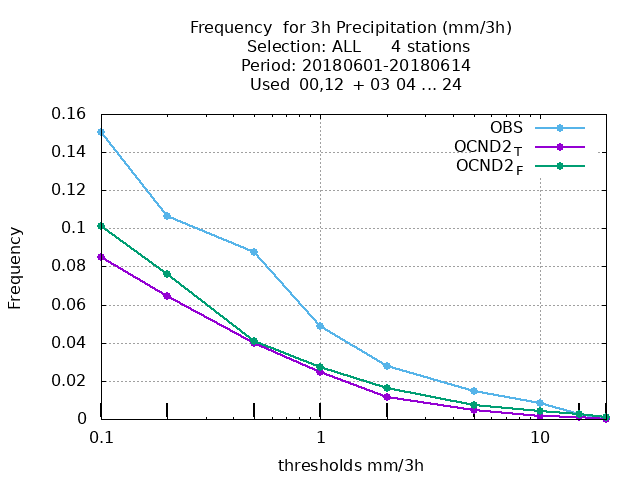 Frequency  for 3h Precipitation (mm/3h)
Selection: ALL      4 stations
Period: 20180601-20180614
Used  00,12  + 03 04 ... 24
0.16
0.14
0.12
0.1
0.08
0.06
0.04
0.02
0
Frequency
OBS
OCND2T
OCND2F
0.1 1 10
thresholds mm/3h